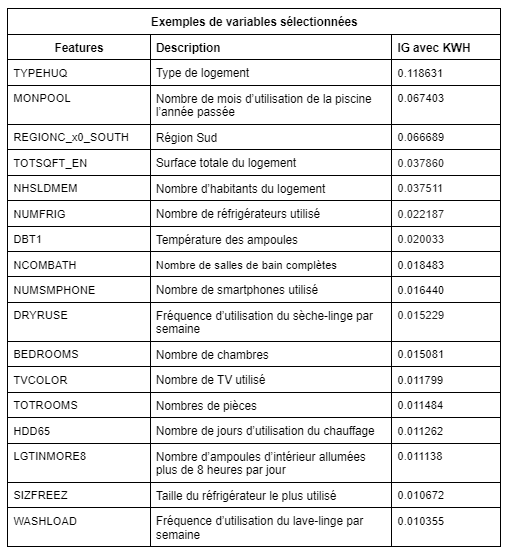 Exemples de variables sélectionnées
Features Description IG avec KWH
TYPEHUQ Type de logement 0.118631
MONPOOL Nombre de mois d'utilisation de la piscine 0.067403
l'année passée
REGIONC_x0_SOUTH Région Sud 0.066689
TOTSQFT_EN Surface totale du logement 0.037860
NHSLDMEM Nombre d'habitants du logement 0.037511
NUMFRIG Nombre de réfrigérateurs utilisé 0.022187
DBT1 Température des ampoules 0.020033
NCOMBATH Nombre de salles de bain complètes 0.018483
NUMSMPHONE Nombre de smartphones utilisé 0.016440
DRYRUSE Fréquence d'utilisation du sèche-linge par 0.015229
semaine
BEDROOMS Nombre de chambres 0.015081
TVCOLOR Nombre de TV utilisé 0.011799
TOTROOMS Nombres de pièces 0.011484
HDD65 Nombre de jours d'utilisation du chauffage 0.011262
LGTINMORE8 Nombre d'ampoules d'intérieur allumées 0.011138
plus de 8 heures par jour
SIZFREEZ Taille du réfrigérateur le plus utilisé 0.010672
WASHLOAD Fréquence d'utilisation du lave-linge par 0.010355
semaine